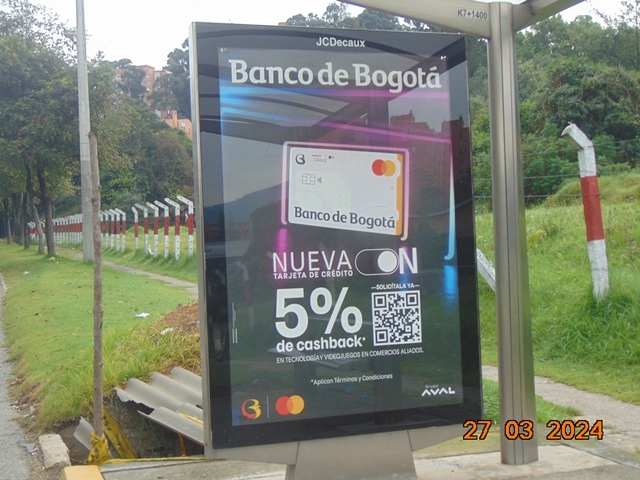 K7+1400
JCDecaux
Banco de Bogotá
Banco de Bogotá
NUEVA ON
TARJETA DE CRÉDITO
SOLICÍTALA YA
5%
de cashback*
EN TECNOLOGÍA Y VIDEOJUEGOS EN COMERCIOS ALIADOS.
*Aplican Términos y Condiciones
Grupo
AVAL
27 03 2024